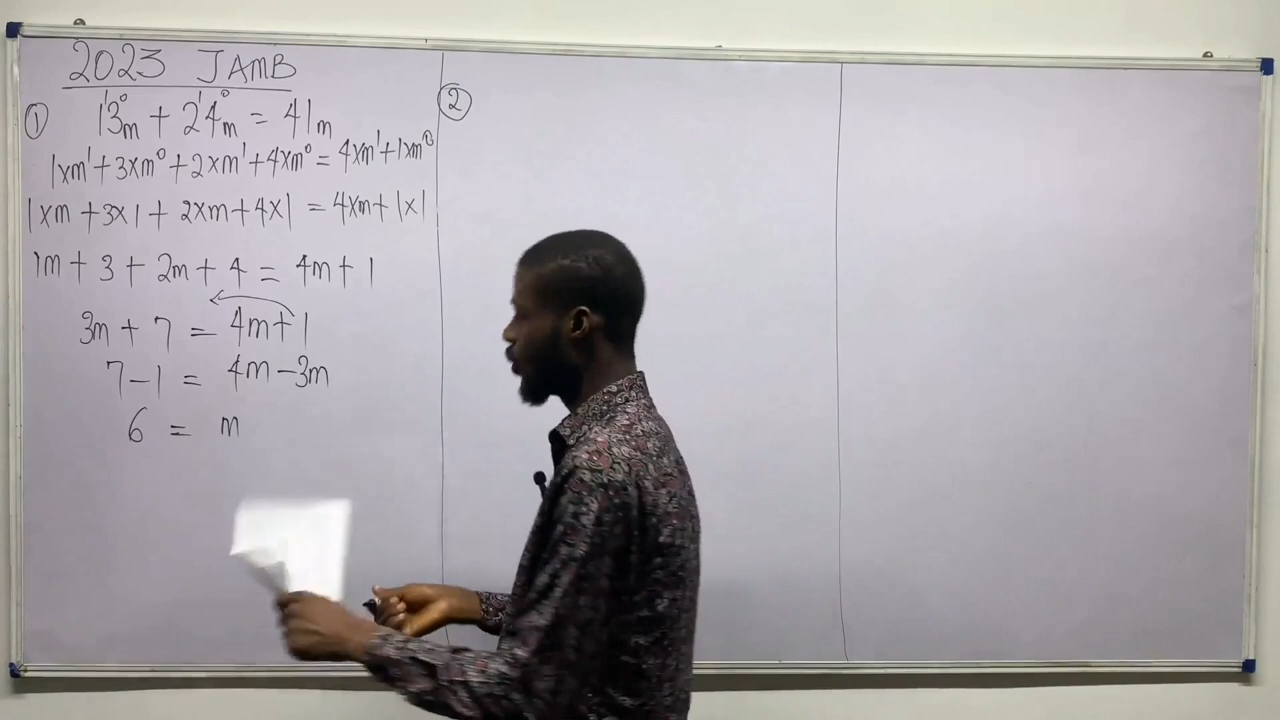 2023 JAMB
① 1¹3⁰ₘ + 2¹4⁰ₘ = 41ₘ
1×m¹ + 3×m⁰ + 2×m¹ + 4×m⁰ = 4×m¹ + 1×m⁰
1×m + 3×1 + 2×m + 4×1 = 4×m + 1×1
1m + 3 + 2m + 4 = 4m + 1
3m + 7 = 4m + 1
7 - 1 = 4m - 3m
6 = m
②